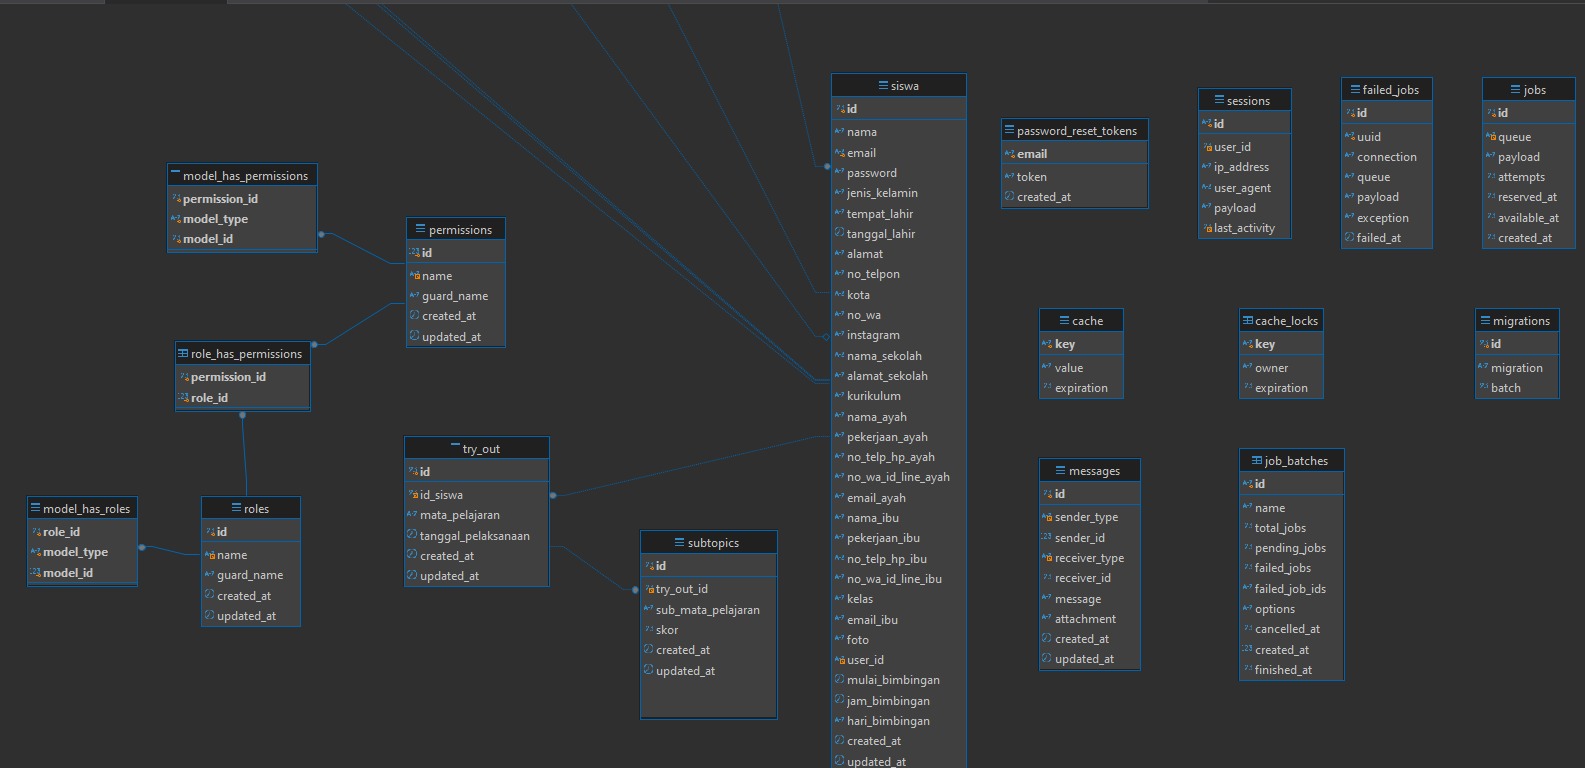 model_has_permissions
permission_id
model_type
model_id
permissions
id
name
guard_name
created_at
updated_at
role_has_permissions
permission_id
role_id
model_has_roles
role_id
model_type
model_id
roles
id
name
guard_name
created_at
updated_at
try_out
id
id_siswa
mata_pelajaran
tanggal_pelaksanaan
created_at
updated_at
subtopics
id
try_out_id
sub_mata_pelajaran
skor
created_at
updated_at
siswa
id
nama
email
password
jenis_kelamin
tempat_lahir
tanggal_lahir
alamat
no_telpon
kota
no_wa
instagram
nama_sekolah
alamat_sekolah
kurikulum
nama_ayah
pekerjaan_ayah
no_telp_hp_ayah
no_wa_id_line_ayah
email_ayah
nama_ibu
pekerjaan_ibu
no_telp_hp_ibu
no_wa_id_line_ibu
kelas
email_ibu
foto
user_id
mulai_bimbingan
jam_bimbingan
hari_bimbingan
created_at
updated_at
password_reset_tokens
email
token
created_at
sessions
id
user_id
ip_address
user_agent
payload
last_activity
failed_jobs
id
uuid
connection
queue
payload
exception
failed_at
jobs
id
queue
payload
attempts
reserved_at
available_at
created_at
cache
key
value
expiration
cache_locks
key
owner
expiration
migrations
id
migration
batch
messages
id
sender_type
sender_id
receiver_type
receiver_id
message
attachment
created_at
updated_at
job_batches
id
name
total_jobs
pending_jobs
failed_jobs
failed_job_ids
options
cancelled_at
created_at
finished_at